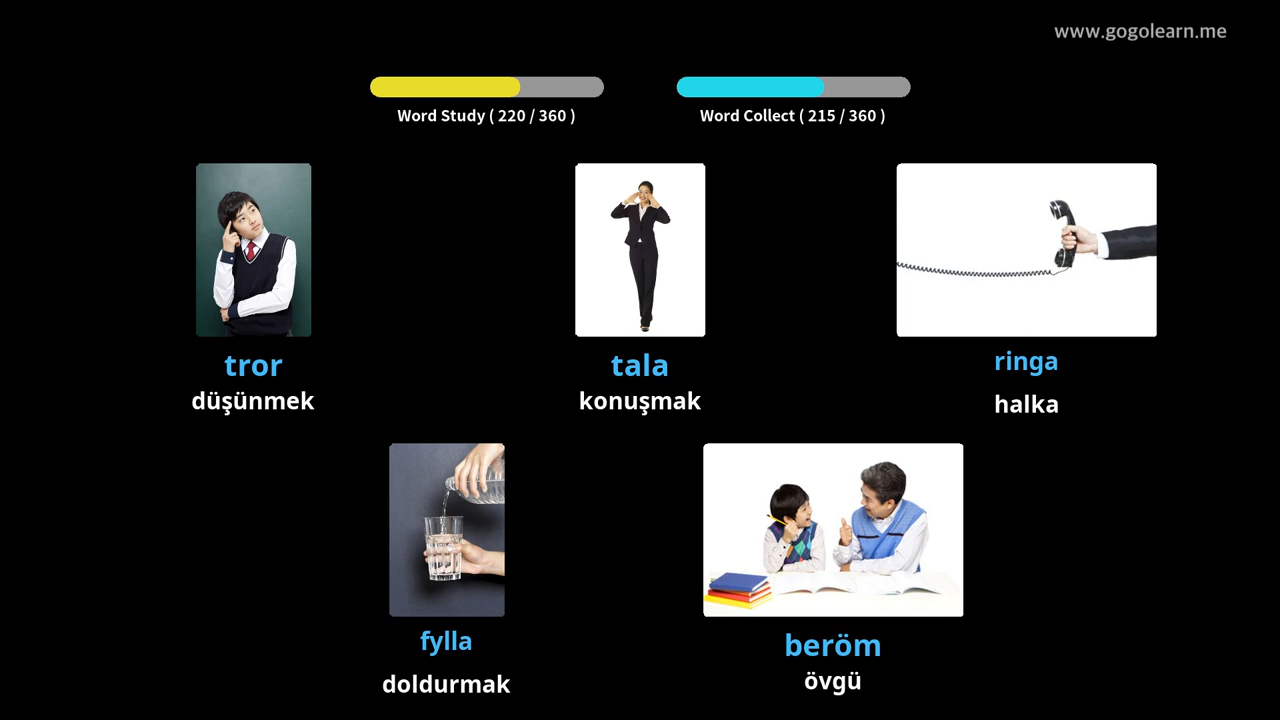 www.gogolearn.me
Word Study ( 220 / 360 )
Word Collect ( 215 / 360 )
tror
düşünmek
tala
konuşmak
ringa
halka
fylla
doldurmak
beröm
övgü